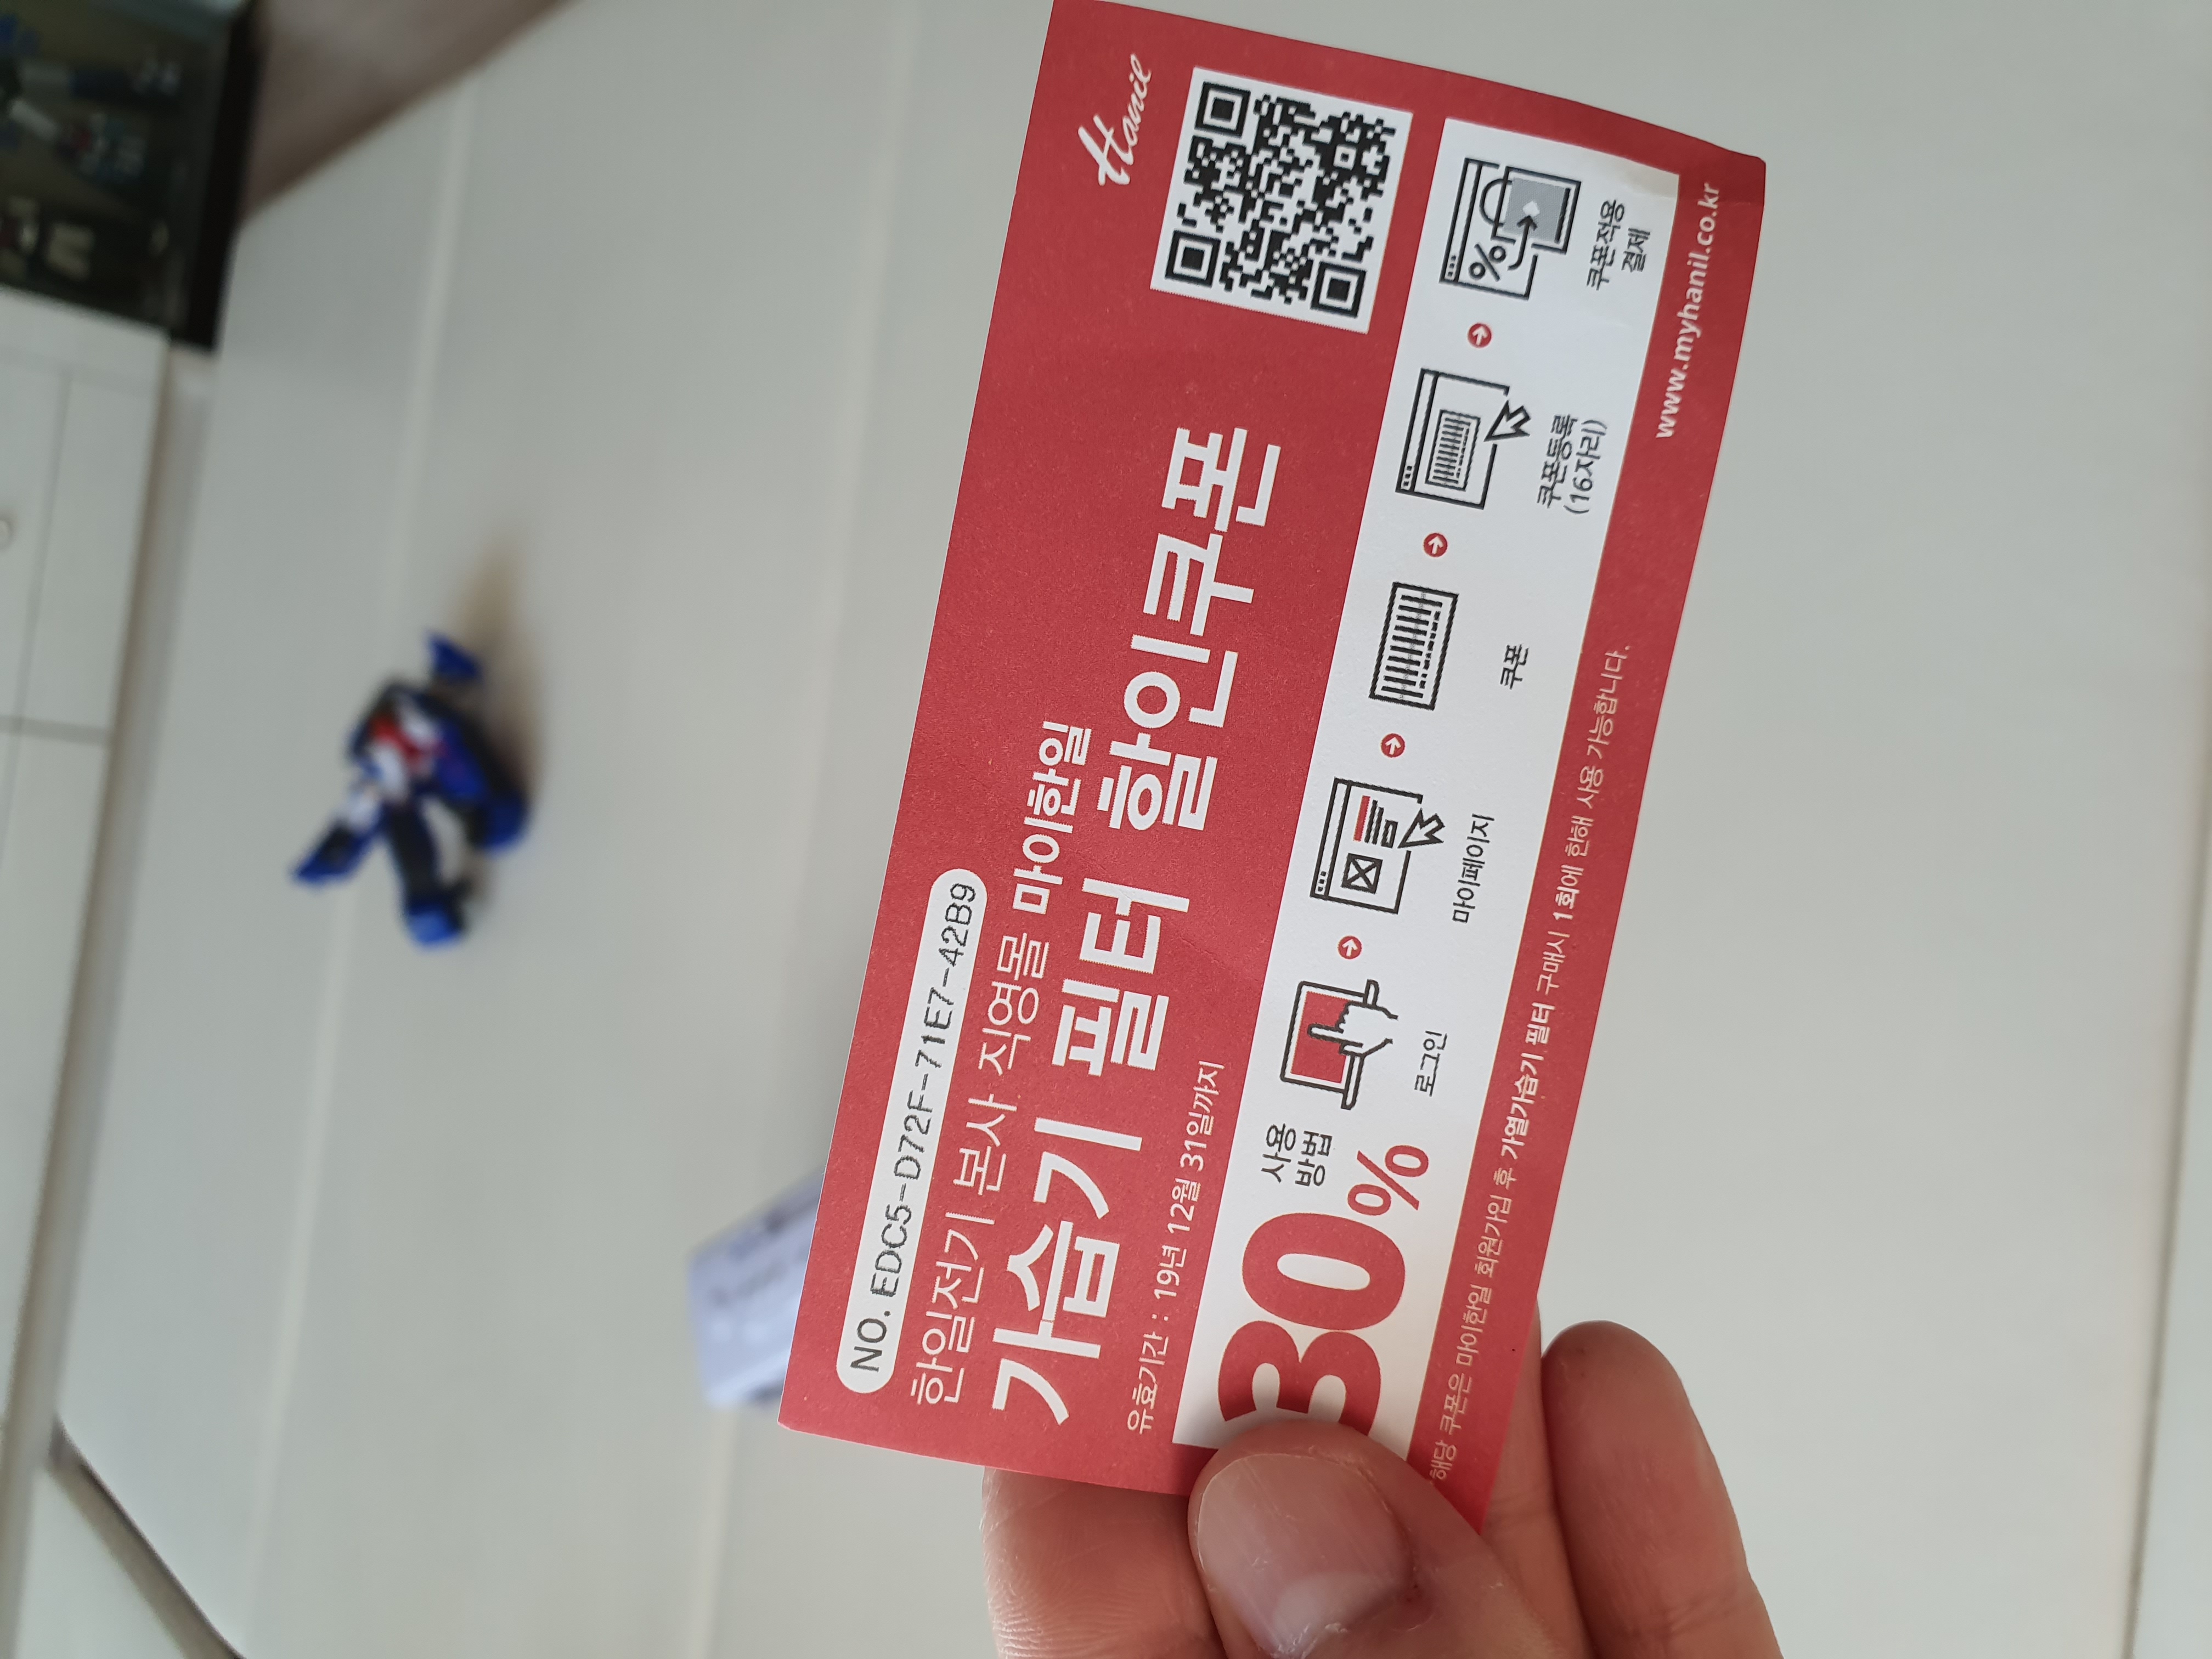 Hanil
NO. EDC5-D72F-71E7-42B9
한일전기 본사 직영몰 마이한일
가습기 필터 할인쿠폰
유효기간 : 19년 12월 31일까지
30%
사용
방법
로그인
마이페이지
쿠폰
쿠폰등록
(16자리)
%
쿠폰적용
결제
해당 쿠폰은 마이한일 회원가입 후 가열가습기 필터 구매시 1회에 한해 사용 가능합니다.
www.myhanil.co.kr